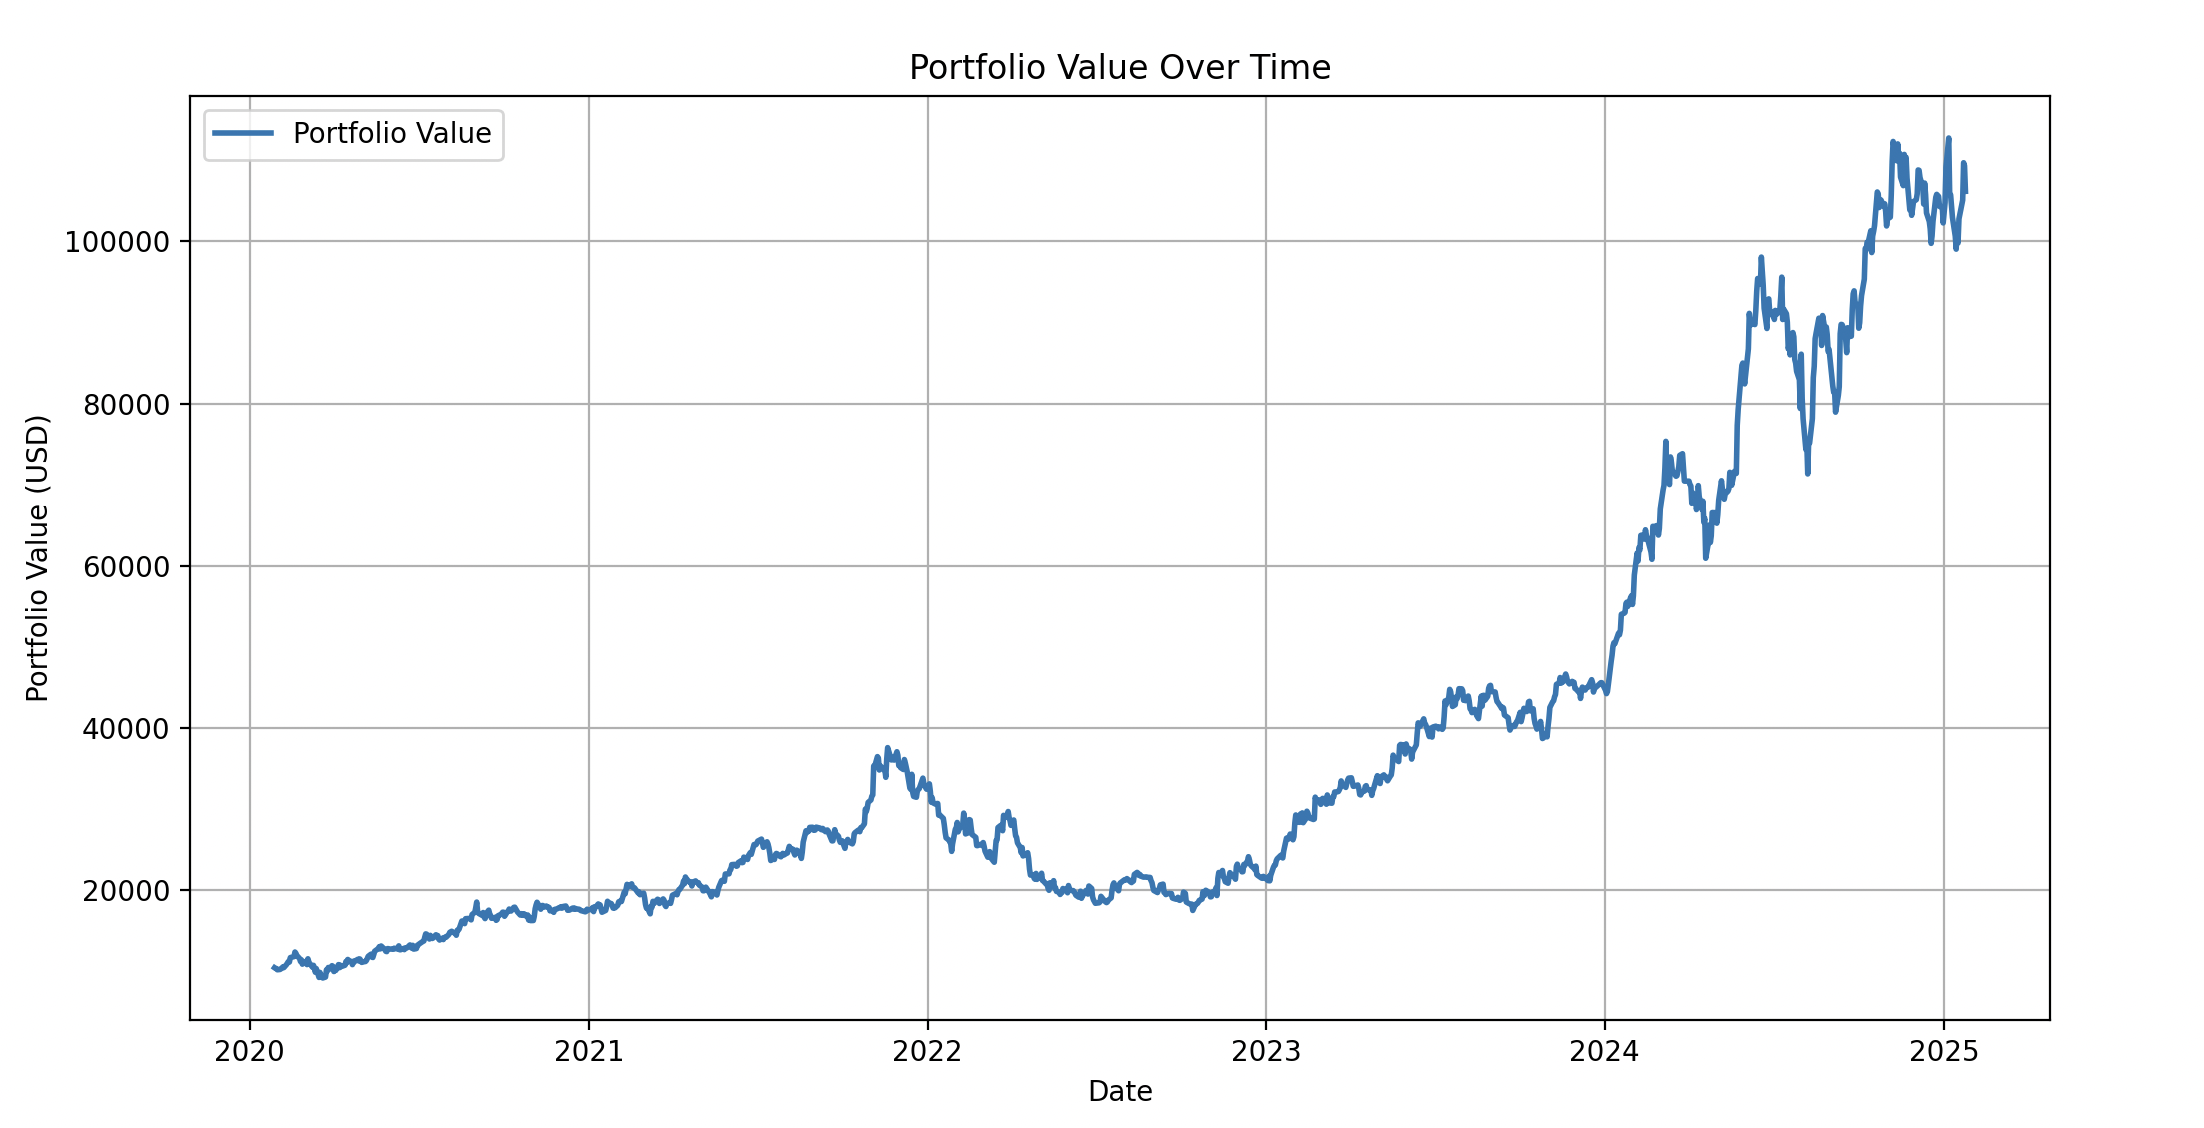 Portfolio Value Over Time
Portfolio Value
100000
80000
60000
40000
20000
Portfolio Value (USD)
2020 2021 2022 2023 2024 2025
Date